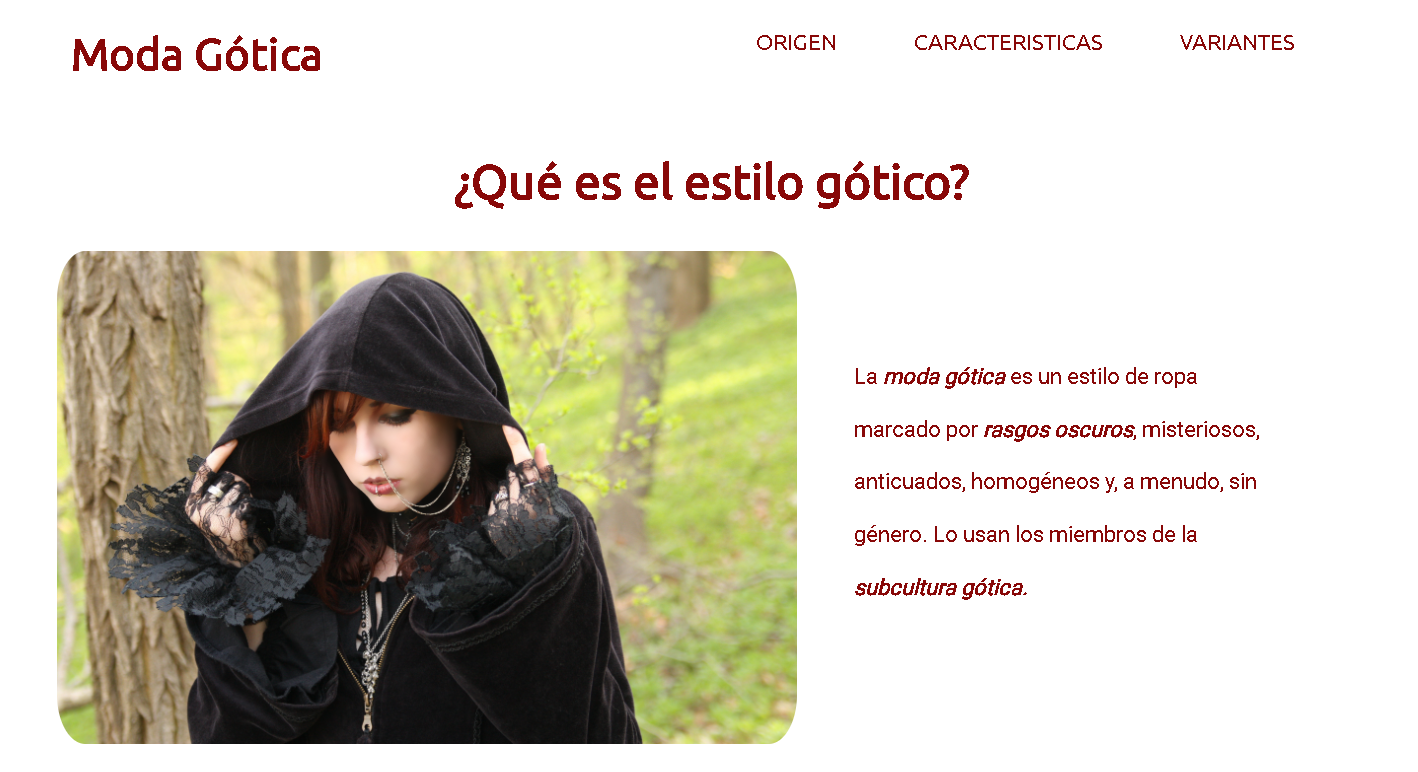 Moda Gótica
ORIGEN
CARACTERISTICAS
VARIANTES
¿Qué es el estilo gótico?
La moda gótica es un estilo de ropa
marcado por rasgos oscuros, misteriosos,
anticuados, homogéneos y, a menudo, sin
género. Lo usan los miembros de la
subcultura gótica.